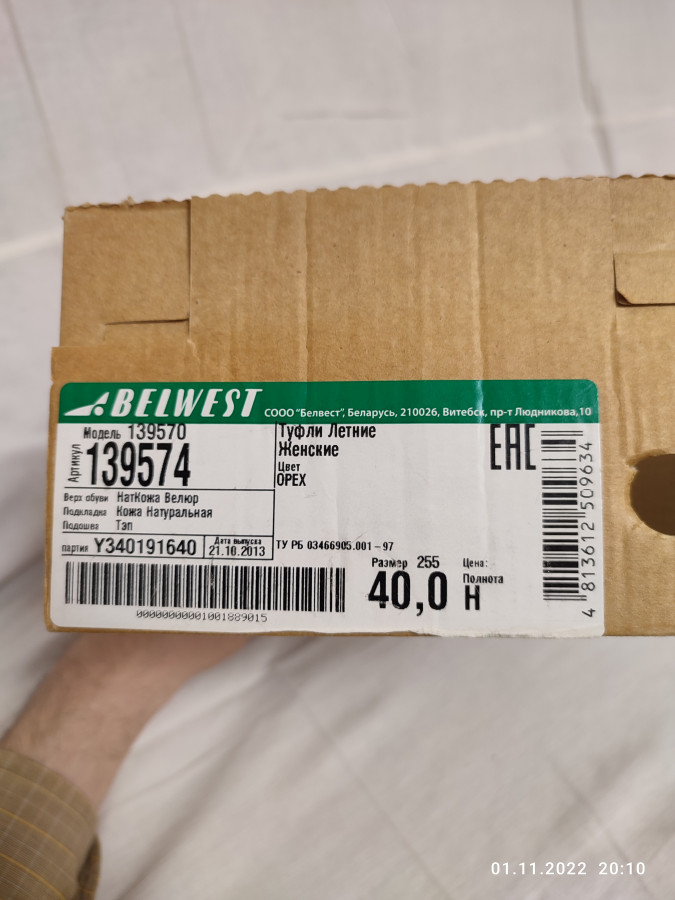 BELWEST СООО "Белвест", Беларусь, 210026, Витебск, пр-т Людникова,10
Модель 139570
Артикул 139574
Верх обуви НатКожа Велюр
Подкладка Кожа Натуральная
Подошва Тэп
партия Y340191640 Дата выпуска 21.10.2013
Туфли Летние
Женские
Цвет
ОРЕХ
EAC
ТУ РБ 03466905.001-97
Размер 255
40,0
Цена:
Полнота
Н
00000000001001889015
4 813612 509634
01.11.2022 20:10